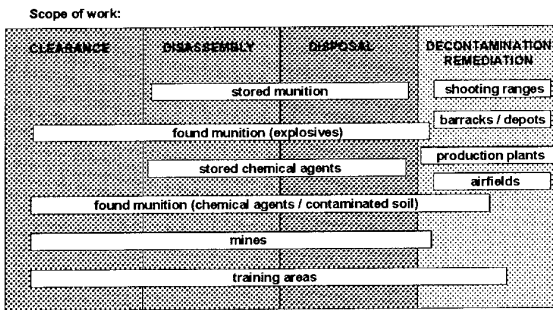 Scope of work:
CLEARANCE DISASSEMBLY DISPOSAL DECONTAMINATION
REMEDIATION
stored munition shooting ranges
barracks / depots
found munition (explosives)
production plants
stored chemical agents
airfields
found munition (chemical agents / contaminated soil)
mines
training areas